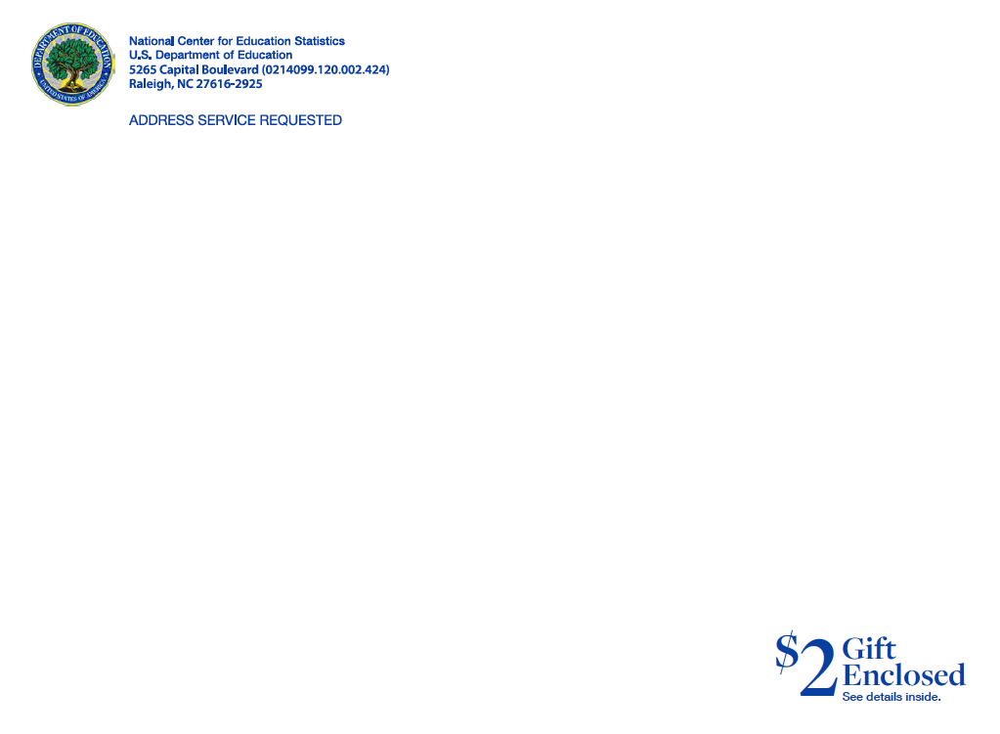 DEPARTMENT OF EDUCATION
UNITED STATES OF AMERICA
National Center for Education Statistics
U.S. Department of Education
5265 Capital Boulevard (0214099.120.002.424)
Raleigh, NC 27616-2925
ADDRESS SERVICE REQUESTED
$2 Gift
Enclosed
See details inside.